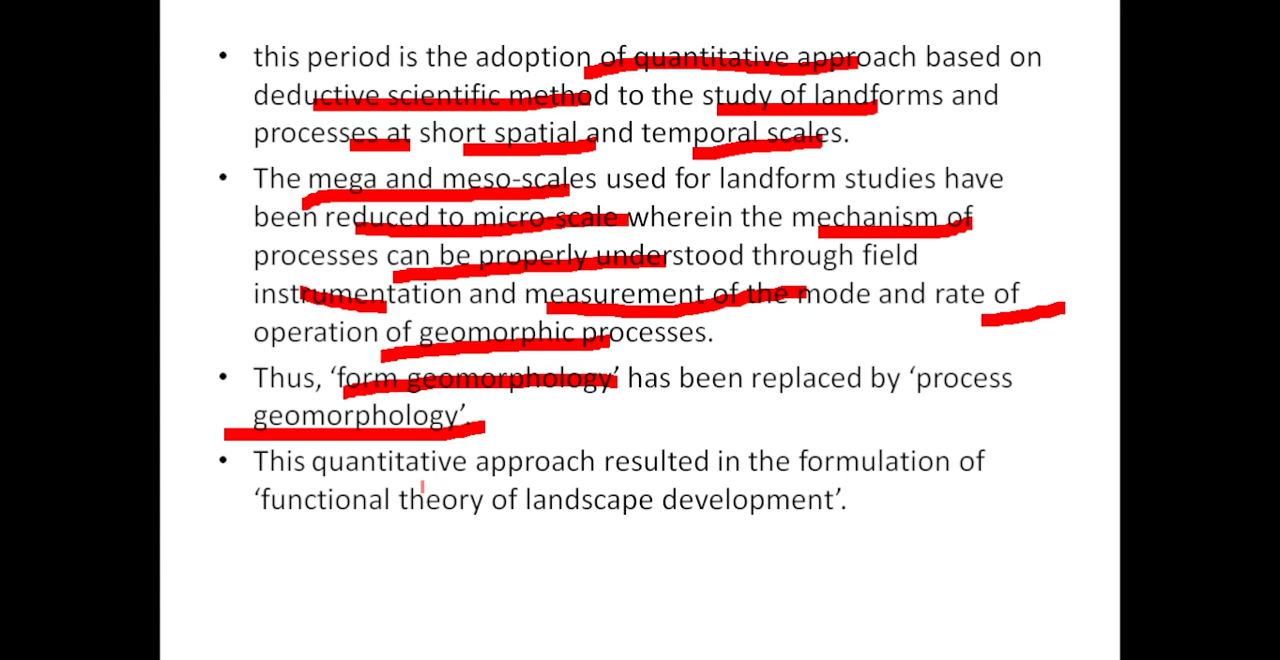 • this period is the adoption of quantitative approach based on
deductive scientific method to the study of landforms and
processes at short spatial and temporal scales.
• The mega and meso-scales used for landform studies have
been reduced to micro-scale wherein the mechanism of
processes can be properly understood through field
instrumentation and measurement of the mode and rate of
operation of geomorphic processes.
• Thus, ‘form geomorphology’ has been replaced by ‘process
geomorphology’.
• This quantitative approach resulted in the formulation of
‘functional theory of landscape development’.